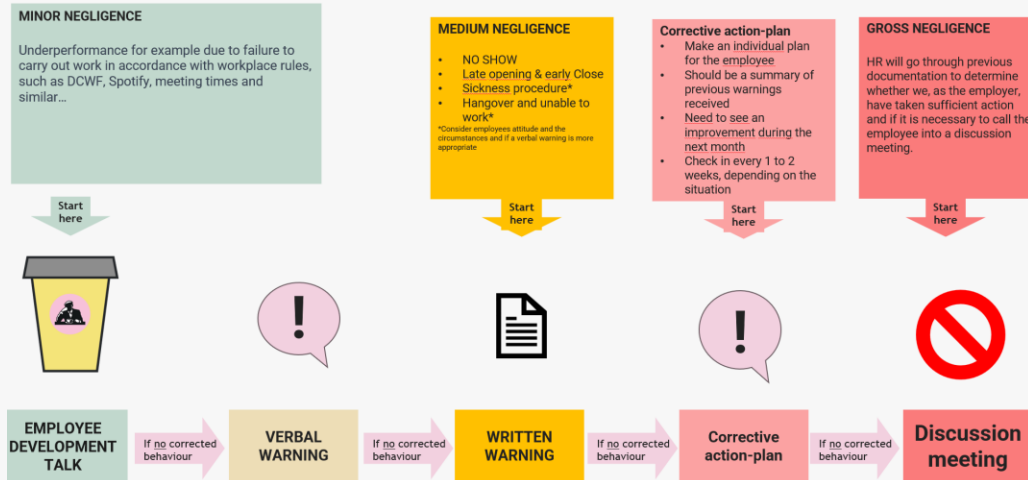 MINOR NEGLIGENCE
Underperformance for example due to failure to
carry out work in accordance with workplace rules,
such as DCWF, Spotify, meeting times and
similar…
MEDIUM NEGLIGENCE
• NO SHOW
• Late opening & early Close
• Sickness procedure*
• Hangover and unable to
work*
*Consider employees attitude and the
circumstances and if a verbal warning is more
appropriate
Corrective action-plan
• Make an individual plan
for the employee
• Should be a summary of
previous warnings
received
• Need to see an
improvement during the
next month
• Check in every 1 to 2
weeks, depending on the
situation
GROSS NEGLIGENCE
HR will go through previous
documentation to determine
whether we, as the employer,
have taken sufficient action
and if it is necessary to call the
employee into a discussion
meeting.
Start
here
Start
here
Start
here
Start
here
!
!
EMPLOYEE
DEVELOPMENT
TALK
If no corrected
behaviour
VERBAL
WARNING
If no corrected
behaviour
WRITTEN
WARNING
If no corrected
behaviour
Corrective
action-plan
If no corrected
behaviour
Discussion
meeting